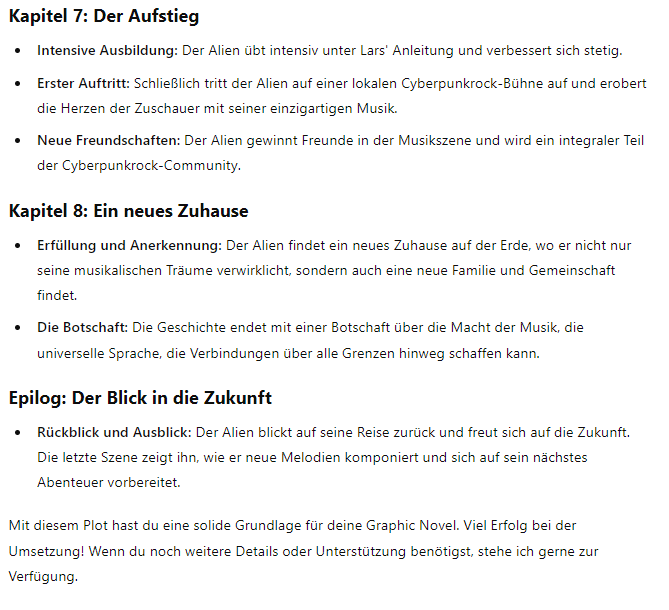 Kapitel 7: Der Aufstieg
• Intensive Ausbildung: Der Alien übt intensiv unter Lars' Anleitung und verbessert sich stetig.
• Erster Auftritt: Schließlich tritt der Alien auf einer lokalen Cyberpunkrock-Bühne auf und erobert
die Herzen der Zuschauer mit seiner einzigartigen Musik.
• Neue Freundschaften: Der Alien gewinnt Freunde in der Musikszene und wird ein integraler Teil
der Cyberpunkrock-Community.
Kapitel 8: Ein neues Zuhause
• Erfüllung und Anerkennung: Der Alien findet ein neues Zuhause auf der Erde, wo er nicht nur
seine musikalischen Träume verwirklicht, sondern auch eine neue Familie und Gemeinschaft
findet.
• Die Botschaft: Die Geschichte endet mit einer Botschaft über die Macht der Musik, die
universelle Sprache, die Verbindungen über alle Grenzen hinweg schaffen kann.
Epilog: Der Blick in die Zukunft
• Rückblick und Ausblick: Der Alien blickt auf seine Reise zurück und freut sich auf die Zukunft.
Die letzte Szene zeigt ihn, wie er neue Melodien komponiert und sich auf sein nächstes
Abenteuer vorbereitet.
Mit diesem Plot hast du eine solide Grundlage für deine Graphic Novel. Viel Erfolg bei der
Umsetzung! Wenn du noch weitere Details oder Unterstützung benötigst, stehe ich gerne zur
Verfügung.